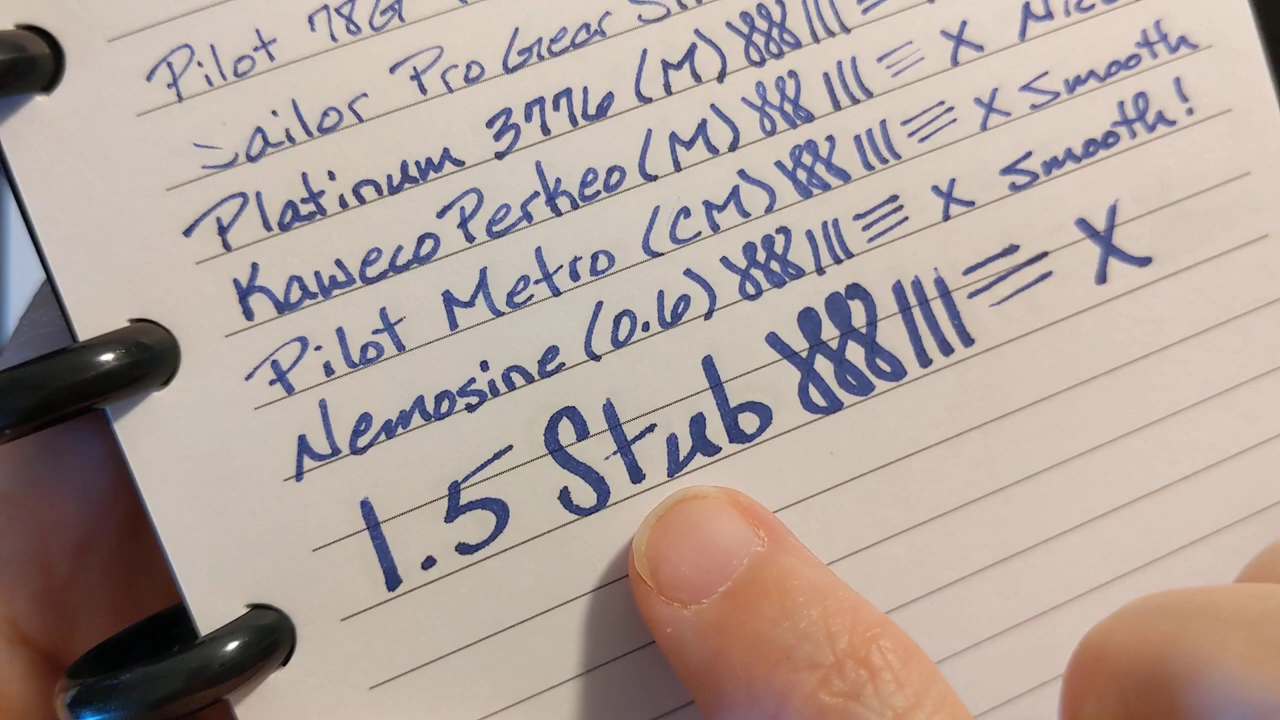 Pilot 78G
Sailor Pro Gear
Platinum 3776 (M)
Kaweco Perkeo (M) X Nice
Pilot Metro (CM) X Smooth
Nemosine (0.6) X Smooth!
1.5 Stub X